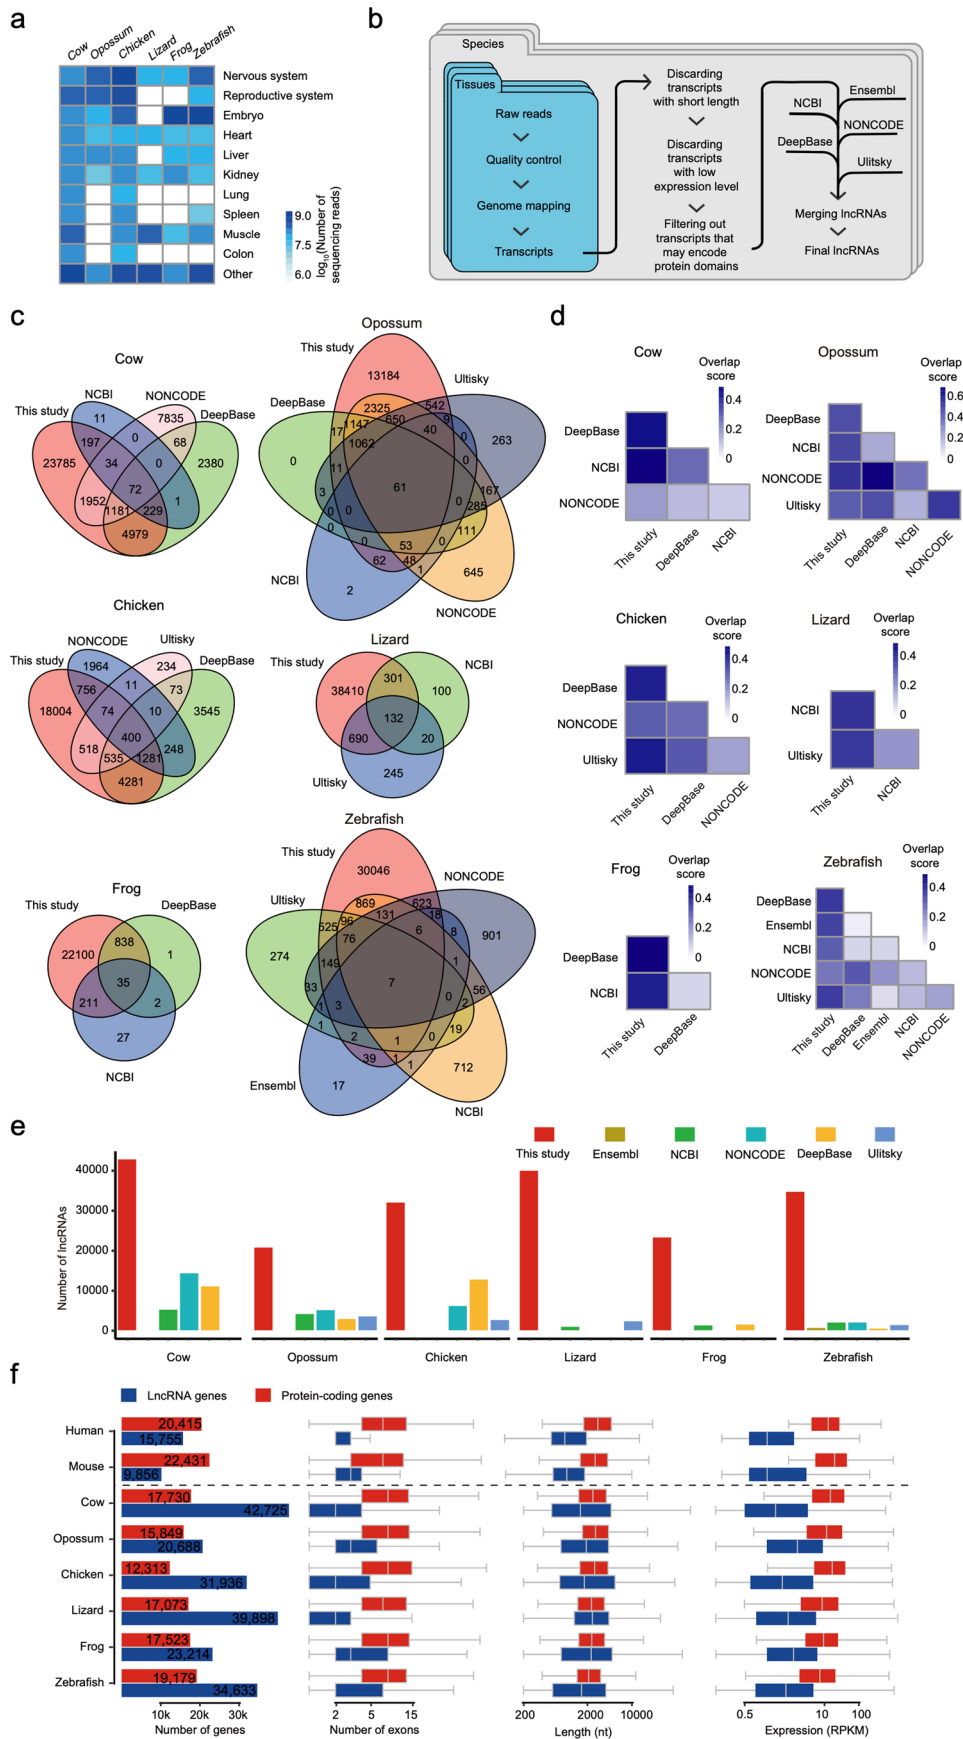 a
Cow
Opossum
Chicken
Lizard
Frog
Zebrafish
Nervous system
Reproductive system
Embryo
Heart
Liver
Kidney
Lung
Spleen
Muscle
Colon
Other
9.0
7.5
6.0
log10(Number of
sequencing reads)
b
Species
Tissues
Raw reads
Quality control
Genome mapping
Transcripts
Discarding
transcripts
with short length
Discarding
transcripts
with low
expression level
Filtering out
transcripts that
may encode
protein domains
NCBI
Ensembl
NONCODE
DeepBase
Ulitsky
Merging lncRNAs
Final lncRNAs
c
Cow
This study
NCBI
NONCODE
DeepBase
11
7835
197
0
68
23785
34
0
2380
1952
72
1
1181
229
4979
Opossum
This study
DeepBase
Ultisky
NCBI
NONCODE
13184
2325
542
17
1147
650
9
40
0
263
0
1062
11
0
61
167
3
0
0
0
285
0
111
0
53
62
48
1
645
2
Chicken
This study
NONCODE
Ultisky
DeepBase
1964
234
756
11
73
18004
74
10
3545
400
518
535
1281
248
4281
Lizard
This study
NCBI
Ultisky
38410
301
100
132
690
20
245
Frog
This study
DeepBase
NCBI
22100
838
1
35
211
2
27
Zebrafish
This study
Ultisky
NONCODE
Ensembl
NCBI
30046
869
623
525
96
131
18
6
8
901
76
274
149
1
7
33
56
1
3
0
2
1
19
2
1
0
39
1
1
712
17
d
Cow
Overlap
score
0.4
0.2
0
DeepBase
NCBI
NONCODE
This study
DeepBase
NCBI
Opossum
Overlap
score
0.6
0.4
0.2
0
DeepBase
NCBI
NONCODE
Ultisky
This study
DeepBase
NCBI
NONCODE
Chicken
Overlap
score
0.4
0.2
0
DeepBase
NONCODE
Ultisky
This study
DeepBase
NONCODE
Lizard
Overlap
score
0.4
0.2
0
NCBI
Ultisky
This study
NCBI
Frog
Overlap
score
0.4
0.2
0
DeepBase
NCBI
This study
DeepBase
Zebrafish
Overlap
score
0.4
0.2
0
DeepBase
Ensembl
NCBI
NONCODE
Ultisky
This study
DeepBase
Ensembl
NCBI
NONCODE
e
This study
Ensembl
NCBI
NONCODE
DeepBase
Ulitsky
Number of lncRNAs
40000
30000
20000
10000
0
Cow
Opossum
Chicken
Lizard
Frog
Zebrafish
f
LncRNA genes
Protein-coding genes
Human
20,415
15,755
Mouse
22,431
9,856
Cow
17,730
42,725
Opossum
15,849
20,688
Chicken
12,313
31,936
Lizard
17,073
39,898
Frog
17,523
23,214
Zebrafish
19,179
34,633
10k
20k
30k
Number of genes
2
5
15
Number of exons
200
2000
10000
Length (nt)
0.5
10
100
Expression (RPKM)